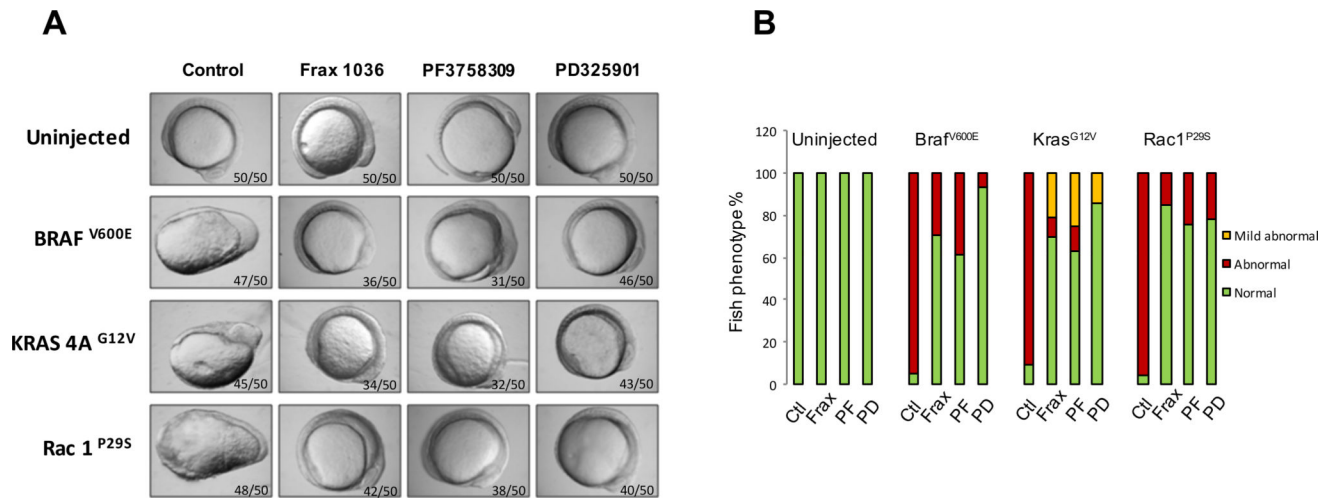 A
Control Frax 1036 PF3758309 PD325901
Uninjected
50/50 50/50 50/50 50/50
BRAF V600E
47/50 36/50 31/50 46/50
KRAS 4A G12V
45/50 34/50 32/50 43/50
Rac 1 P29S
48/50 42/50 38/50 40/50
B
120
100
80
60
40
20
0
Fish phenotype %
Uninjected BrafV600E KrasG12V Rac1P29S
Ctl Frax PF PD Ctl Frax PF PD Ctl Frax PF PD Ctl Frax PF PD
Mild abnormal
Abnormal
Normal